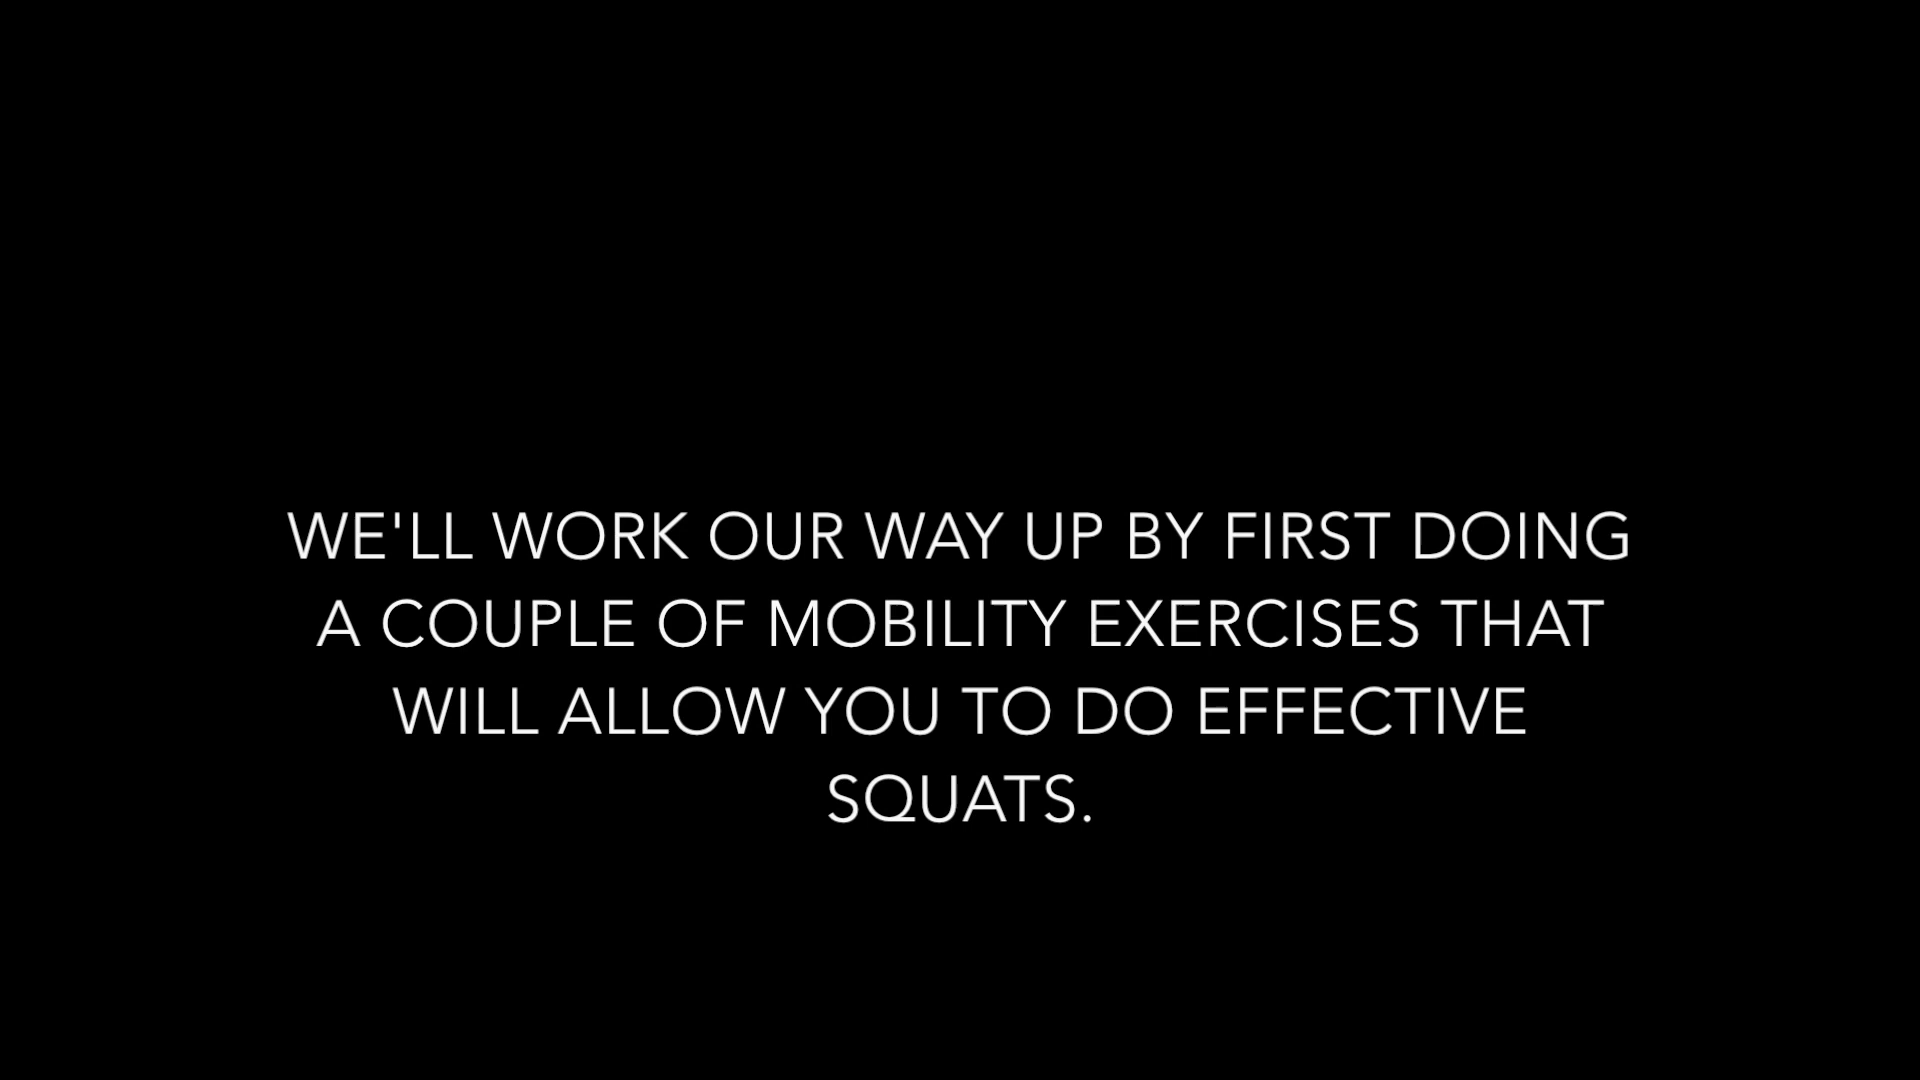 WE'LL WORK OUR WAY UP BY FIRST DOING
A COUPLE OF MOBILITY EXERCISES THAT
WILL ALLOW YOU TO DO EFFECTIVE
SQUATS.